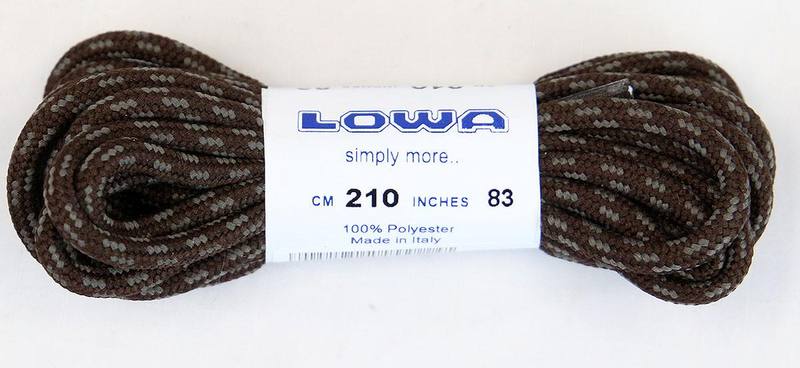 LOWA
simply more..
CM 210 INCHES 83
100% Polyester
Made in Italy